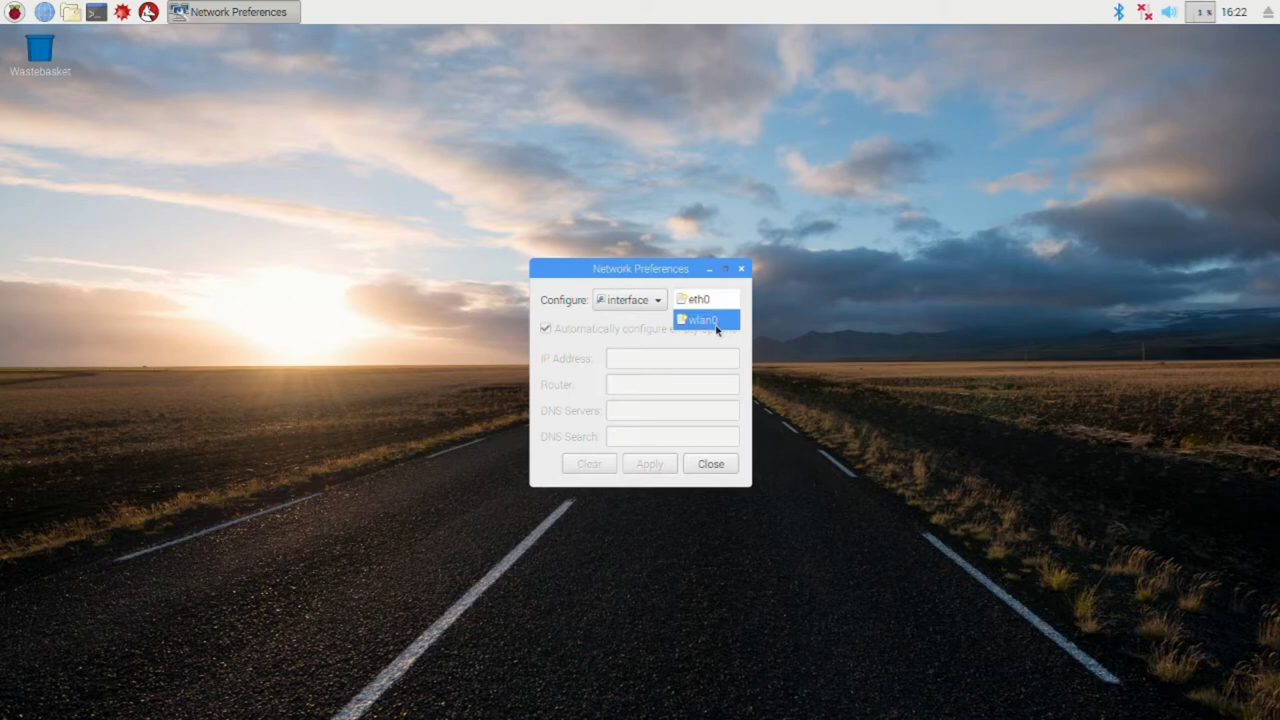 Network Preferences
1 %
16:22
Wastebasket
Network Preferences
Configure:
interface
eth0
wlan0
Automatically configure
IP Address:
Router:
DNS Servers:
DNS Search:
Clear
Apply
Close